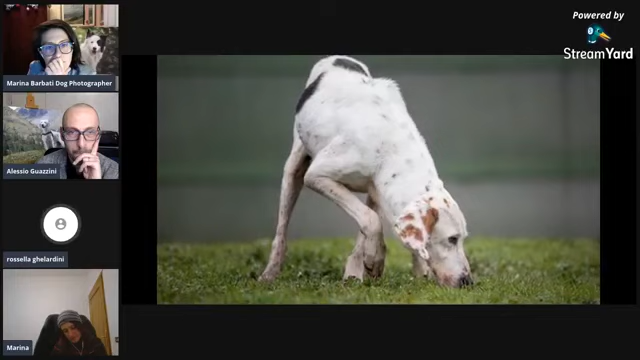 Powered by
StreamYard
Marina Barbati Dog Photographer
Alessio Guazzini
rossella ghelardini
Marina